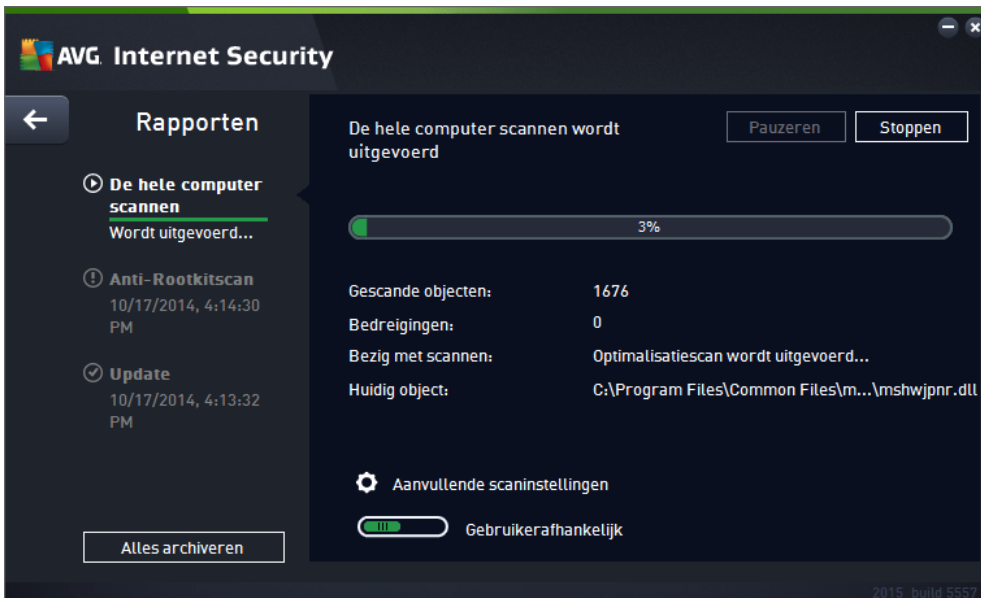 AVG. Internet Security
Rapporten
De hele computer
scannen
Wordt uitgevoerd...
Anti-Rootkitscan
10/17/2014, 4:14:30
PM
Update
10/17/2014, 4:13:32
PM
Alles archiveren
De hele computer scannen wordt
uitgevoerd
Pauzeren
Stoppen
3%
Gescande objecten: 1676
Bedreigingen: 0
Bezig met scannen: Optimalisatiescan wordt uitgevoerd...
Huidig object: C:\Program Files\Common Files\m...\mshwjpnr.dll
Aanvullende scaninstellingen
Gebruikerafhankelijk
2015 build 5557